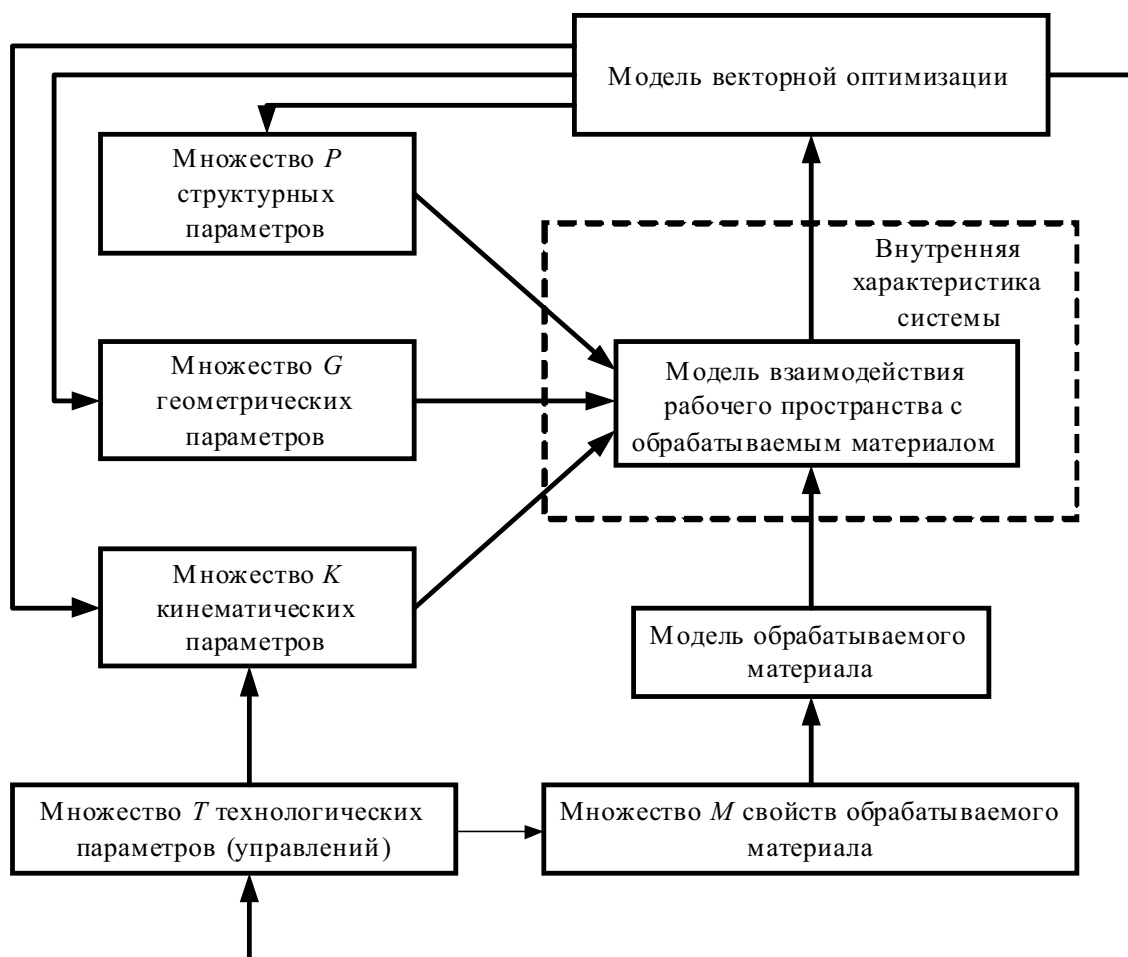 Модель векторной оптимизации
Множество P
структурных
параметров
Внутренняя
характеристика
системы
Множество G
геометрических
параметров
Модель взаимодействия
рабочего пространства с
обрабатываемым материалом
Множество K
кинематических
параметров
Модель обрабатываемого
материала
Множество T технологических
параметров (управлений)
Множество M свойств обрабатываемого
материала